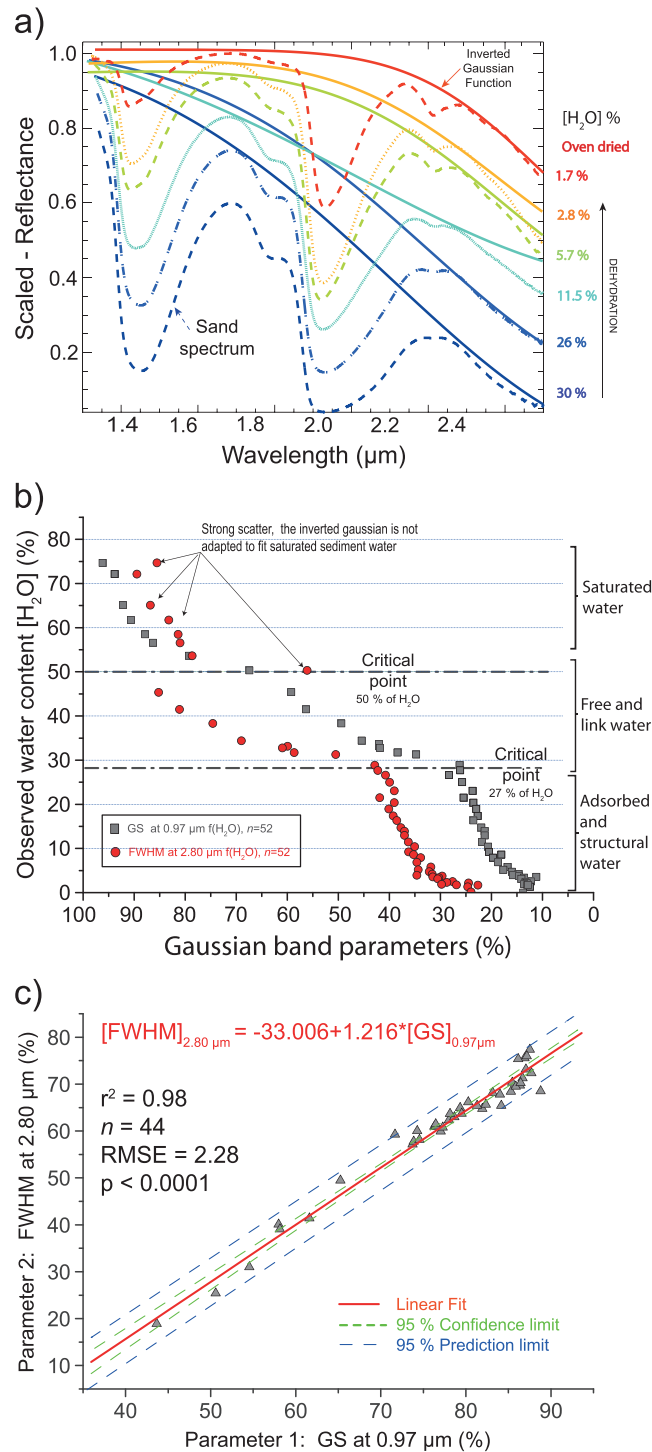 a)
1.0
0.8
0.6
0.4
0.2
Scaled - Reflectance
Inverted
Gaussian
Function
Sand
spectrum
1.4
1.6
1.8
2.0
2.2
2.4
Wavelength (µm)
[H2O] %
Oven dried
1.7 %
2.8 %
5.7 %
11.5 %
26 %
30 %
DEHYDRATION
b)
Observed water content [H2O] (%)
80
70
60
50
40
30
20
10
0
Strong scatter, the inverted gaussian is not
adapted to fit saturated sediment water
Critical
point
50 % of H2O
Critical
point
27 % of H2O
GS at 0.97 µm f(H2O), n=52
FWHM at 2.80 µm f(H2O), n=52
Saturated
water
Free and
link water
Adsorbed and
structural
water
100 90 80 70 60 50 40 30 20 10 0
Gaussian band parameters (%)
c)
Parameter 2: FWHM at 2.80 µm (%)
80
70
60
50
40
30
20
10
[FWHM]2.80 µm = -33.006+1.216*[GS]0.97µm
r2 = 0.98
n = 44
RMSE = 2.28
p < 0.0001
Linear Fit
95 % Confidence limit
95 % Prediction limit
40 50 60 70 80 90
Parameter 1: GS at 0.97 µm (%)